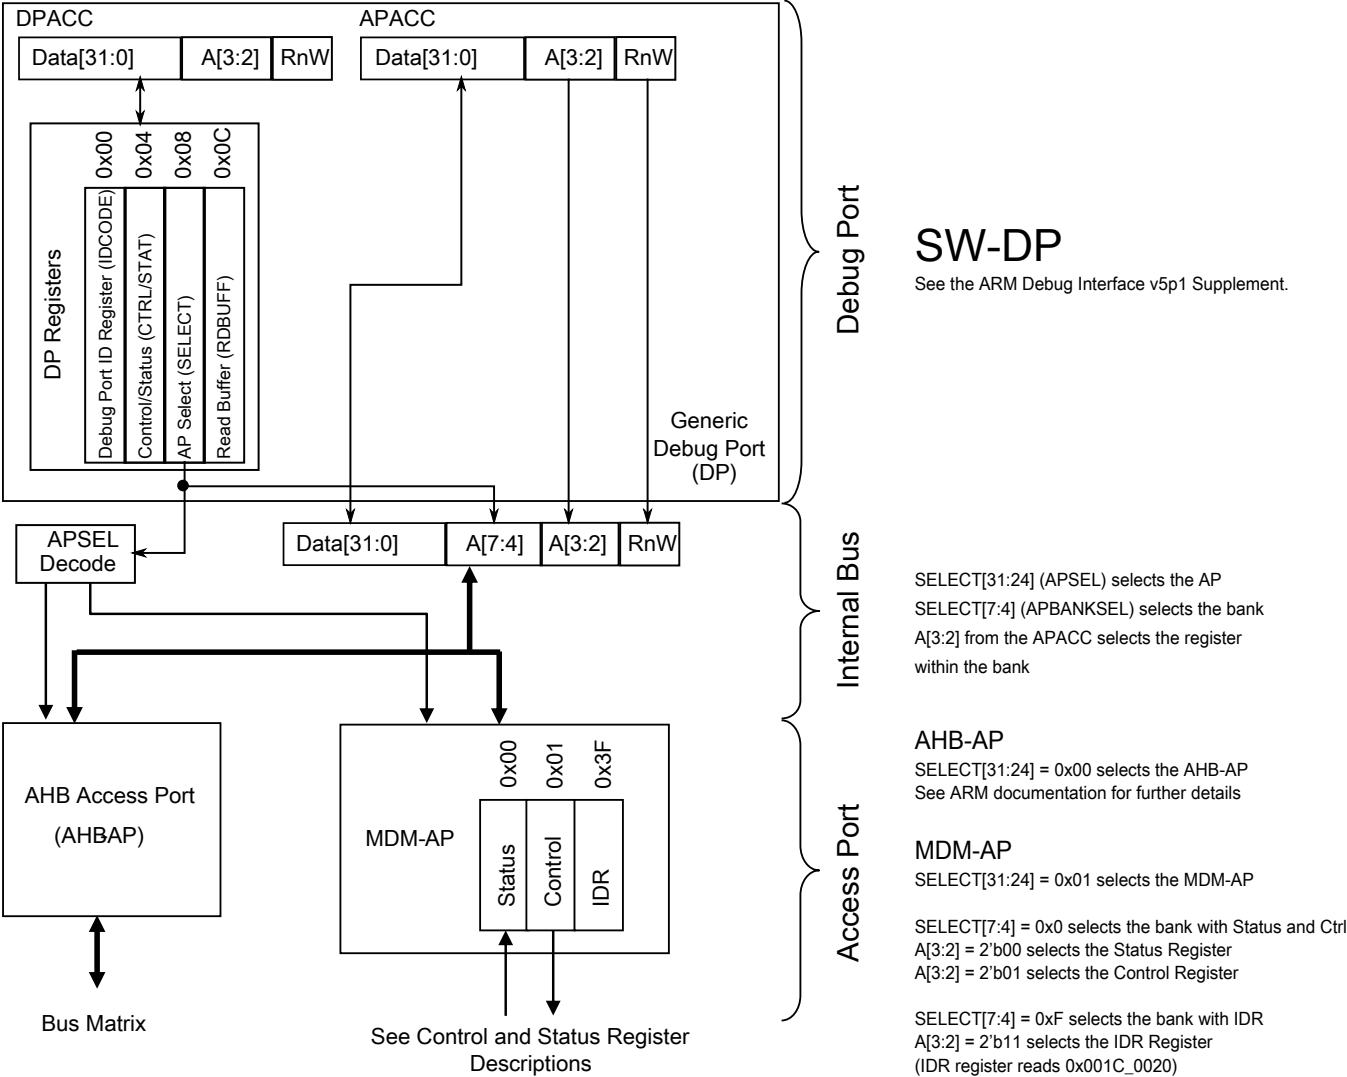 DPACC
APACC
Data[31:0] A[3:2] RnW
Data[31:0] A[3:2] RnW
0x00
0x04
0x08
0x0C
DP Registers
Debug Port ID Register (IDCODE)
Control/Status (CTRL/STAT)
AP Select (SELECT)
Read Buffer (RDBUFF)
Generic
Debug Port
(DP)
Debug Port
SW-DP
See the ARM Debug Interface v5p1 Supplement.
APSEL
Decode
Data[31:0] A[7:4] A[3:2] RnW
Internal Bus
SELECT[31:24] (APSEL) selects the AP
SELECT[7:4] (APBANKSEL) selects the bank
A[3:2] from the APACC selects the register
within the bank
AHB Access Port
(AHB-AP)
Bus Matrix
MDM-AP
0x00
0x01
0x3F
Status
Control
IDR
See Control and Status Register
Descriptions
Access Port
AHB-AP
SELECT[31:24] = 0x00 selects the AHB-AP
See ARM documentation for further details
MDM-AP
SELECT[31:24] = 0x01 selects the MDM-AP
SELECT[7:4] = 0x0 selects the bank with Status and Ctrl
A[3:2] = 2’b00 selects the Status Register
A[3:2] = 2’b01 selects the Control Register
SELECT[7:4] = 0xF selects the bank with IDR
A[3:2] = 2’b11 selects the IDR Register
(IDR register reads 0x001C_0020)